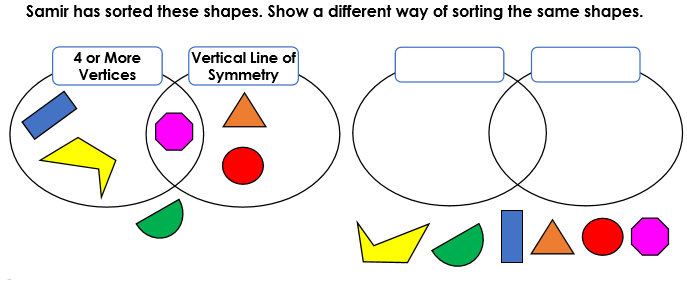 Samir has sorted these shapes. Show a different way of sorting the same shapes.
4 or More
Vertices
Vertical Line of
Symmetry